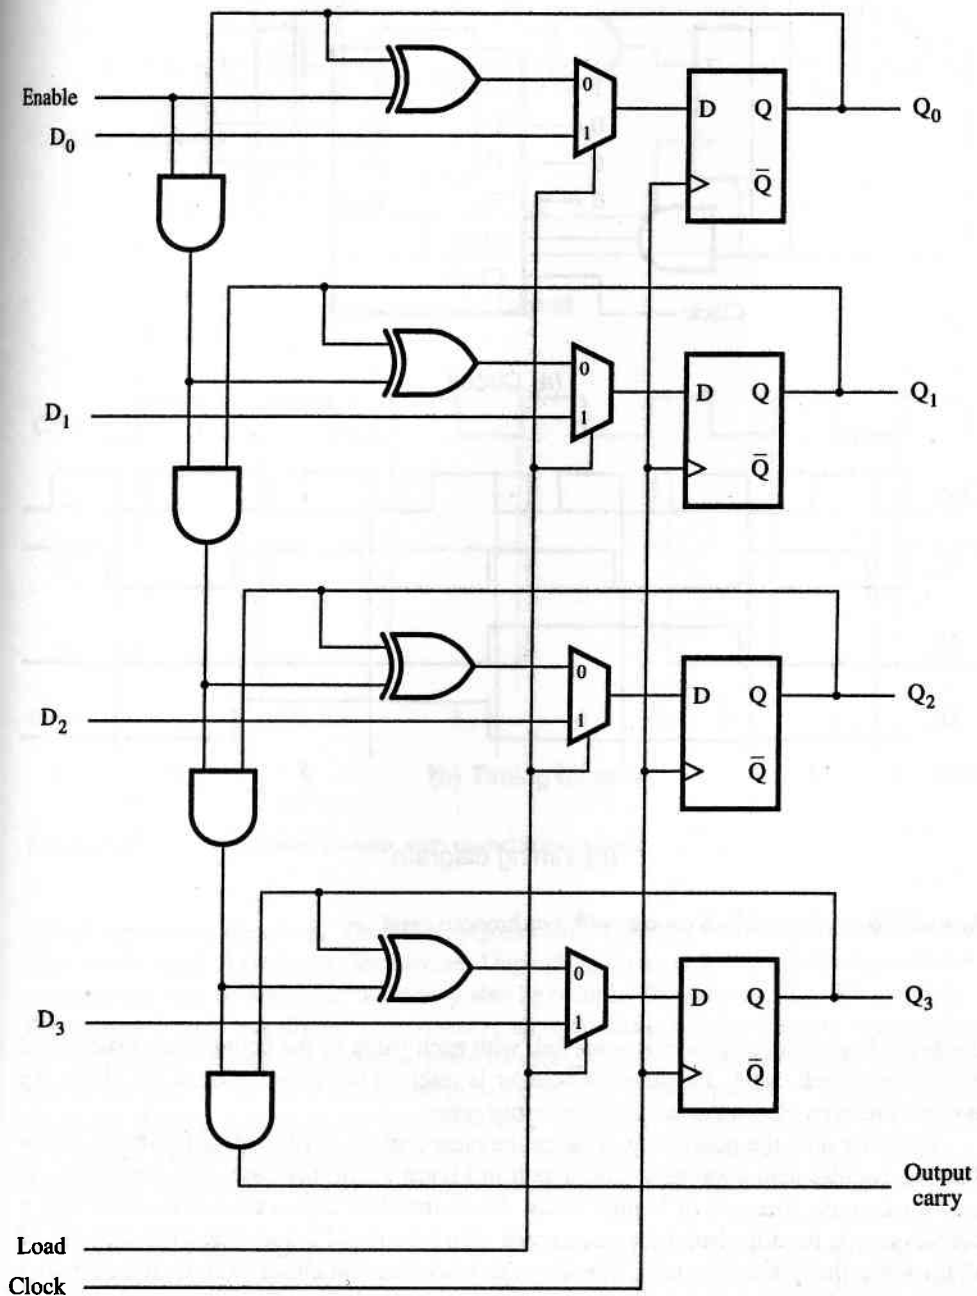 Enable
D0
0
1
D Q
Q̅
Q0
D1
0
1
D Q
Q̅
Q1
D2
0
1
D Q
Q̅
Q2
D3
0
1
D Q
Q̅
Q3
Output
carry
Load
Clock